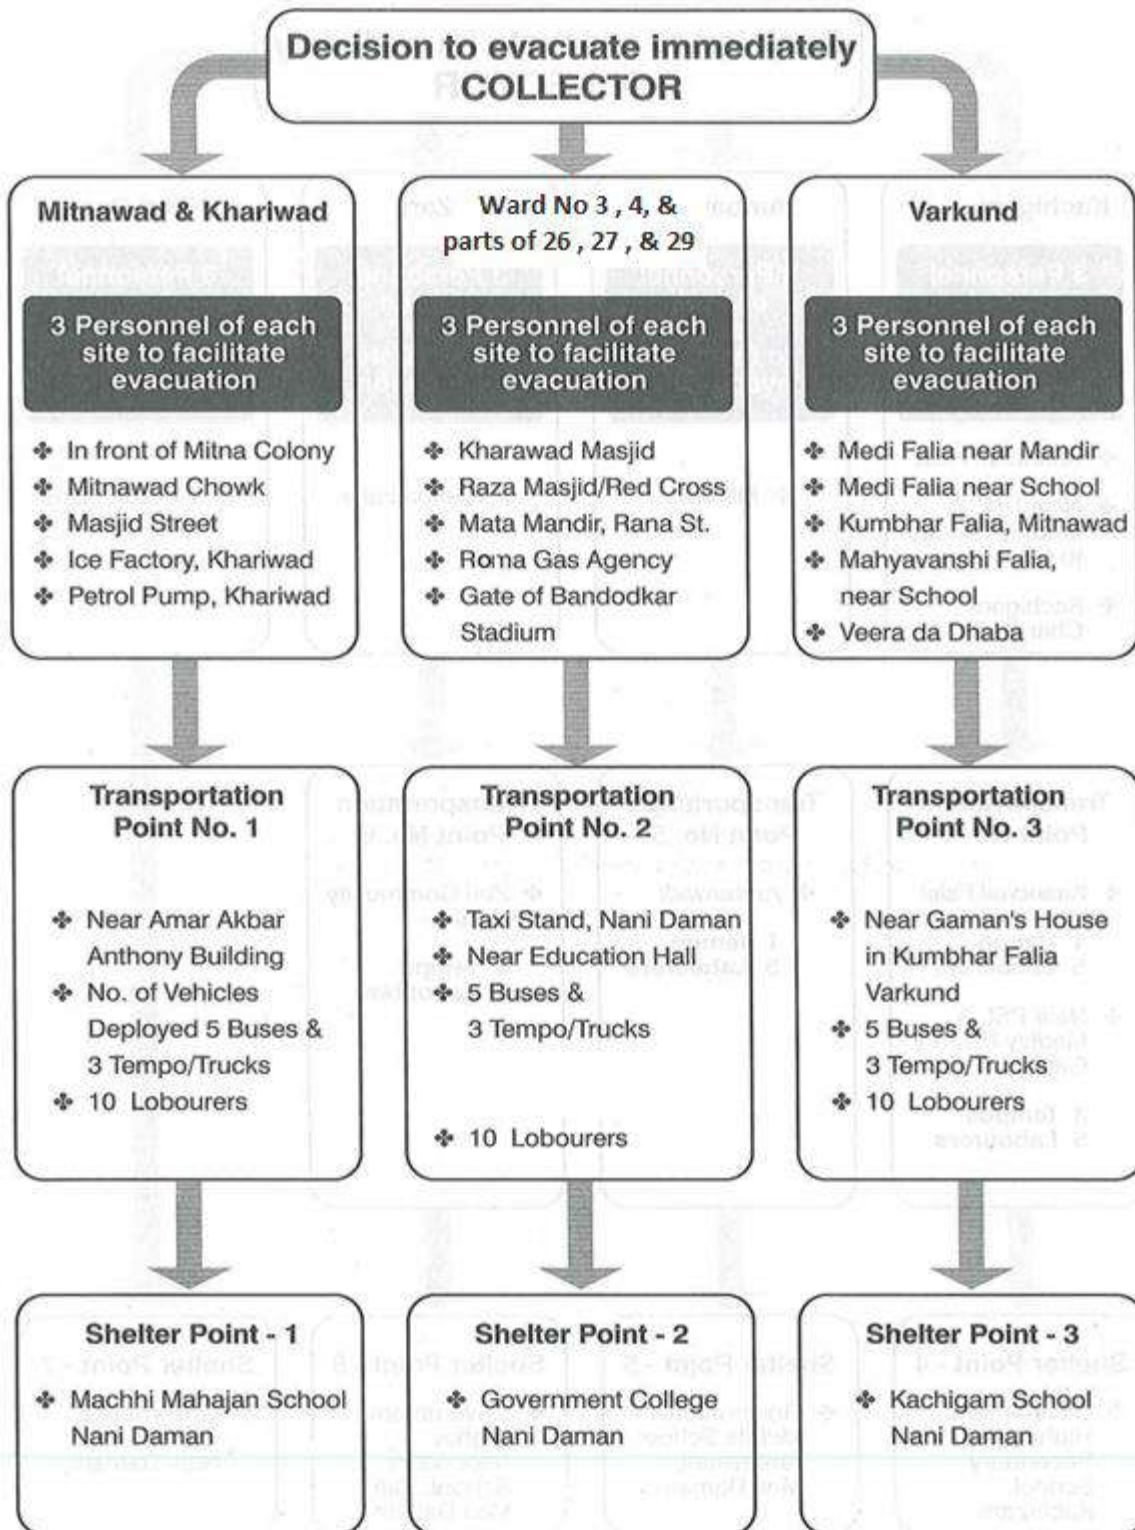 Decision to evacuate immediately
COLLECTOR
Mitnawad & Khariwad
3 Personnel of each
site to facilitate
evacuation
❖ In front of Mitna Colony
❖ Mitnawad Chowk
❖ Masjid Street
❖ Ice Factory, Khariwad
❖ Petrol Pump, Khariwad
Ward No 3 , 4, &
parts of 26 , 27 , & 29
3 Personnel of each
site to facilitate
evacuation
❖ Kharawad Masjid
❖ Raza Masjid/Red Cross
❖ Mata Mandir, Rana St.
❖ Roma Gas Agency
❖ Gate of Bandodkar
Stadium
Varkund
3 Personnel of each
site to facilitate
evacuation
❖ Medi Falia near Mandir
❖ Medi Falia near School
❖ Kumbhar Falia, Mitnawad
❖ Mahyavanshi Falia,
near School
❖ Veera da Dhaba
Transportation
Point No. 1
❖ Near Amar Akbar
Anthony Building
❖ No. of Vehicles
Deployed 5 Buses &
3 Tempo/Trucks
❖ 10 Lobourers
Transportation
Point No. 2
❖ Taxi Stand, Nani Daman
❖ Near Education Hall
❖ 5 Buses &
3 Tempo/Trucks
❖ 10 Lobourers
Transportation
Point No. 3
❖ Near Gaman's House
in Kumbhar Falia
Varkund
❖ 5 Buses &
3 Tempo/Trucks
❖ 10 Lobourers
Shelter Point - 1
❖ Machhi Mahajan School
Nani Daman
Shelter Point - 2
❖ Government College
Nani Daman
Shelter Point - 3
❖ Kachigam School
Nani Daman